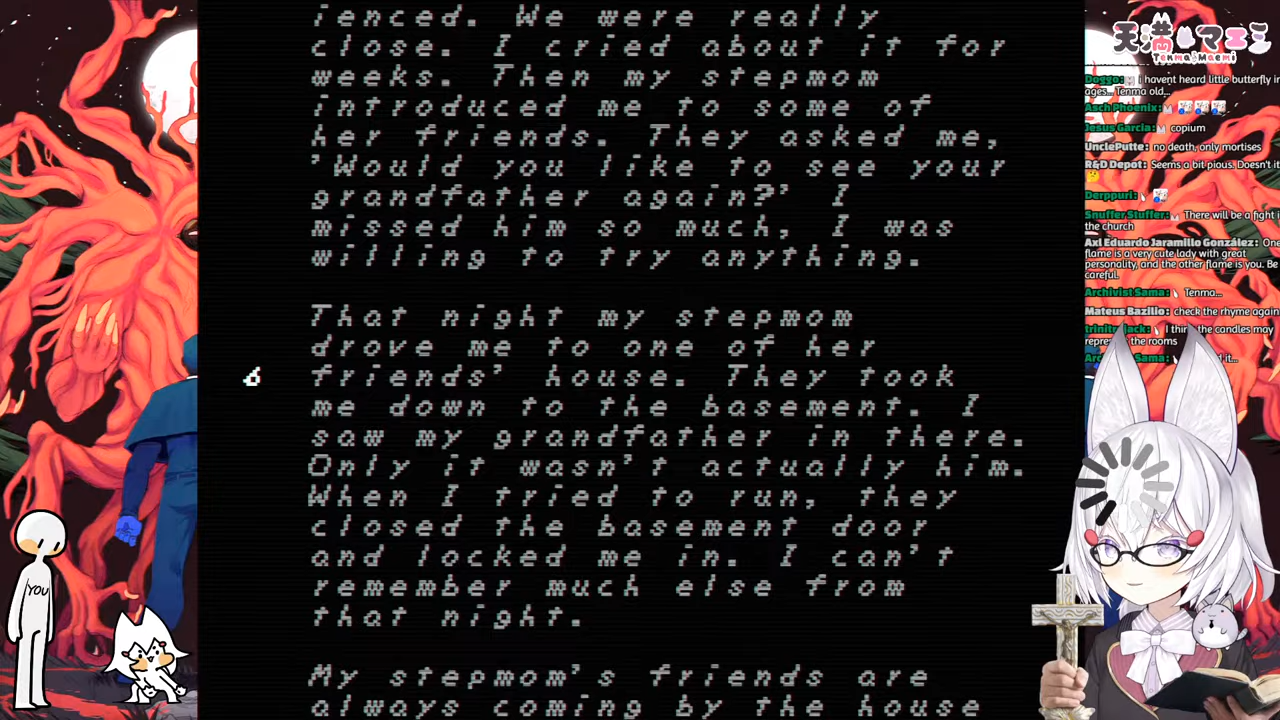 ienced. We were really
close. I cried about it for
weeks. Then my stepmom
introduced me to some of
her friends. They asked me,
'Would you like to see your
grandfather again?' I
missed him so much, I was
willing to try anything.
That night my stepmom
drove me to one of her
friends' house. They took
me down to the basement. I
saw my grandfather in there.
Only it wasn't actually him.
When I tried to run, they
closed the basement door
and locked me in. I can't
remember much else from
that night.
My stepmom's friends are
always coming by the house
天満マエミ
Tenma Maemi
Doggo: i havent heard little butterfly in
ages... Tenma old...
Asch Phoenix:
Jesus Garcia: copium
UnclePutte: no death, only mortises
R&D Depot: Seems a bit pious. Doesn't it
Derppuri:
Snuffer Stuffer: There will be a fight i
the church
Axl Eduardo Jaramillo González: One
flame is a very cute lady with great
personality, and the other flame is you. Be
careful.
Archivist Sama: Tenma...
Mateus Bazilio: check the rhyme again
trinity Jack: I think the candles may
the rooms
Sama:
YOU